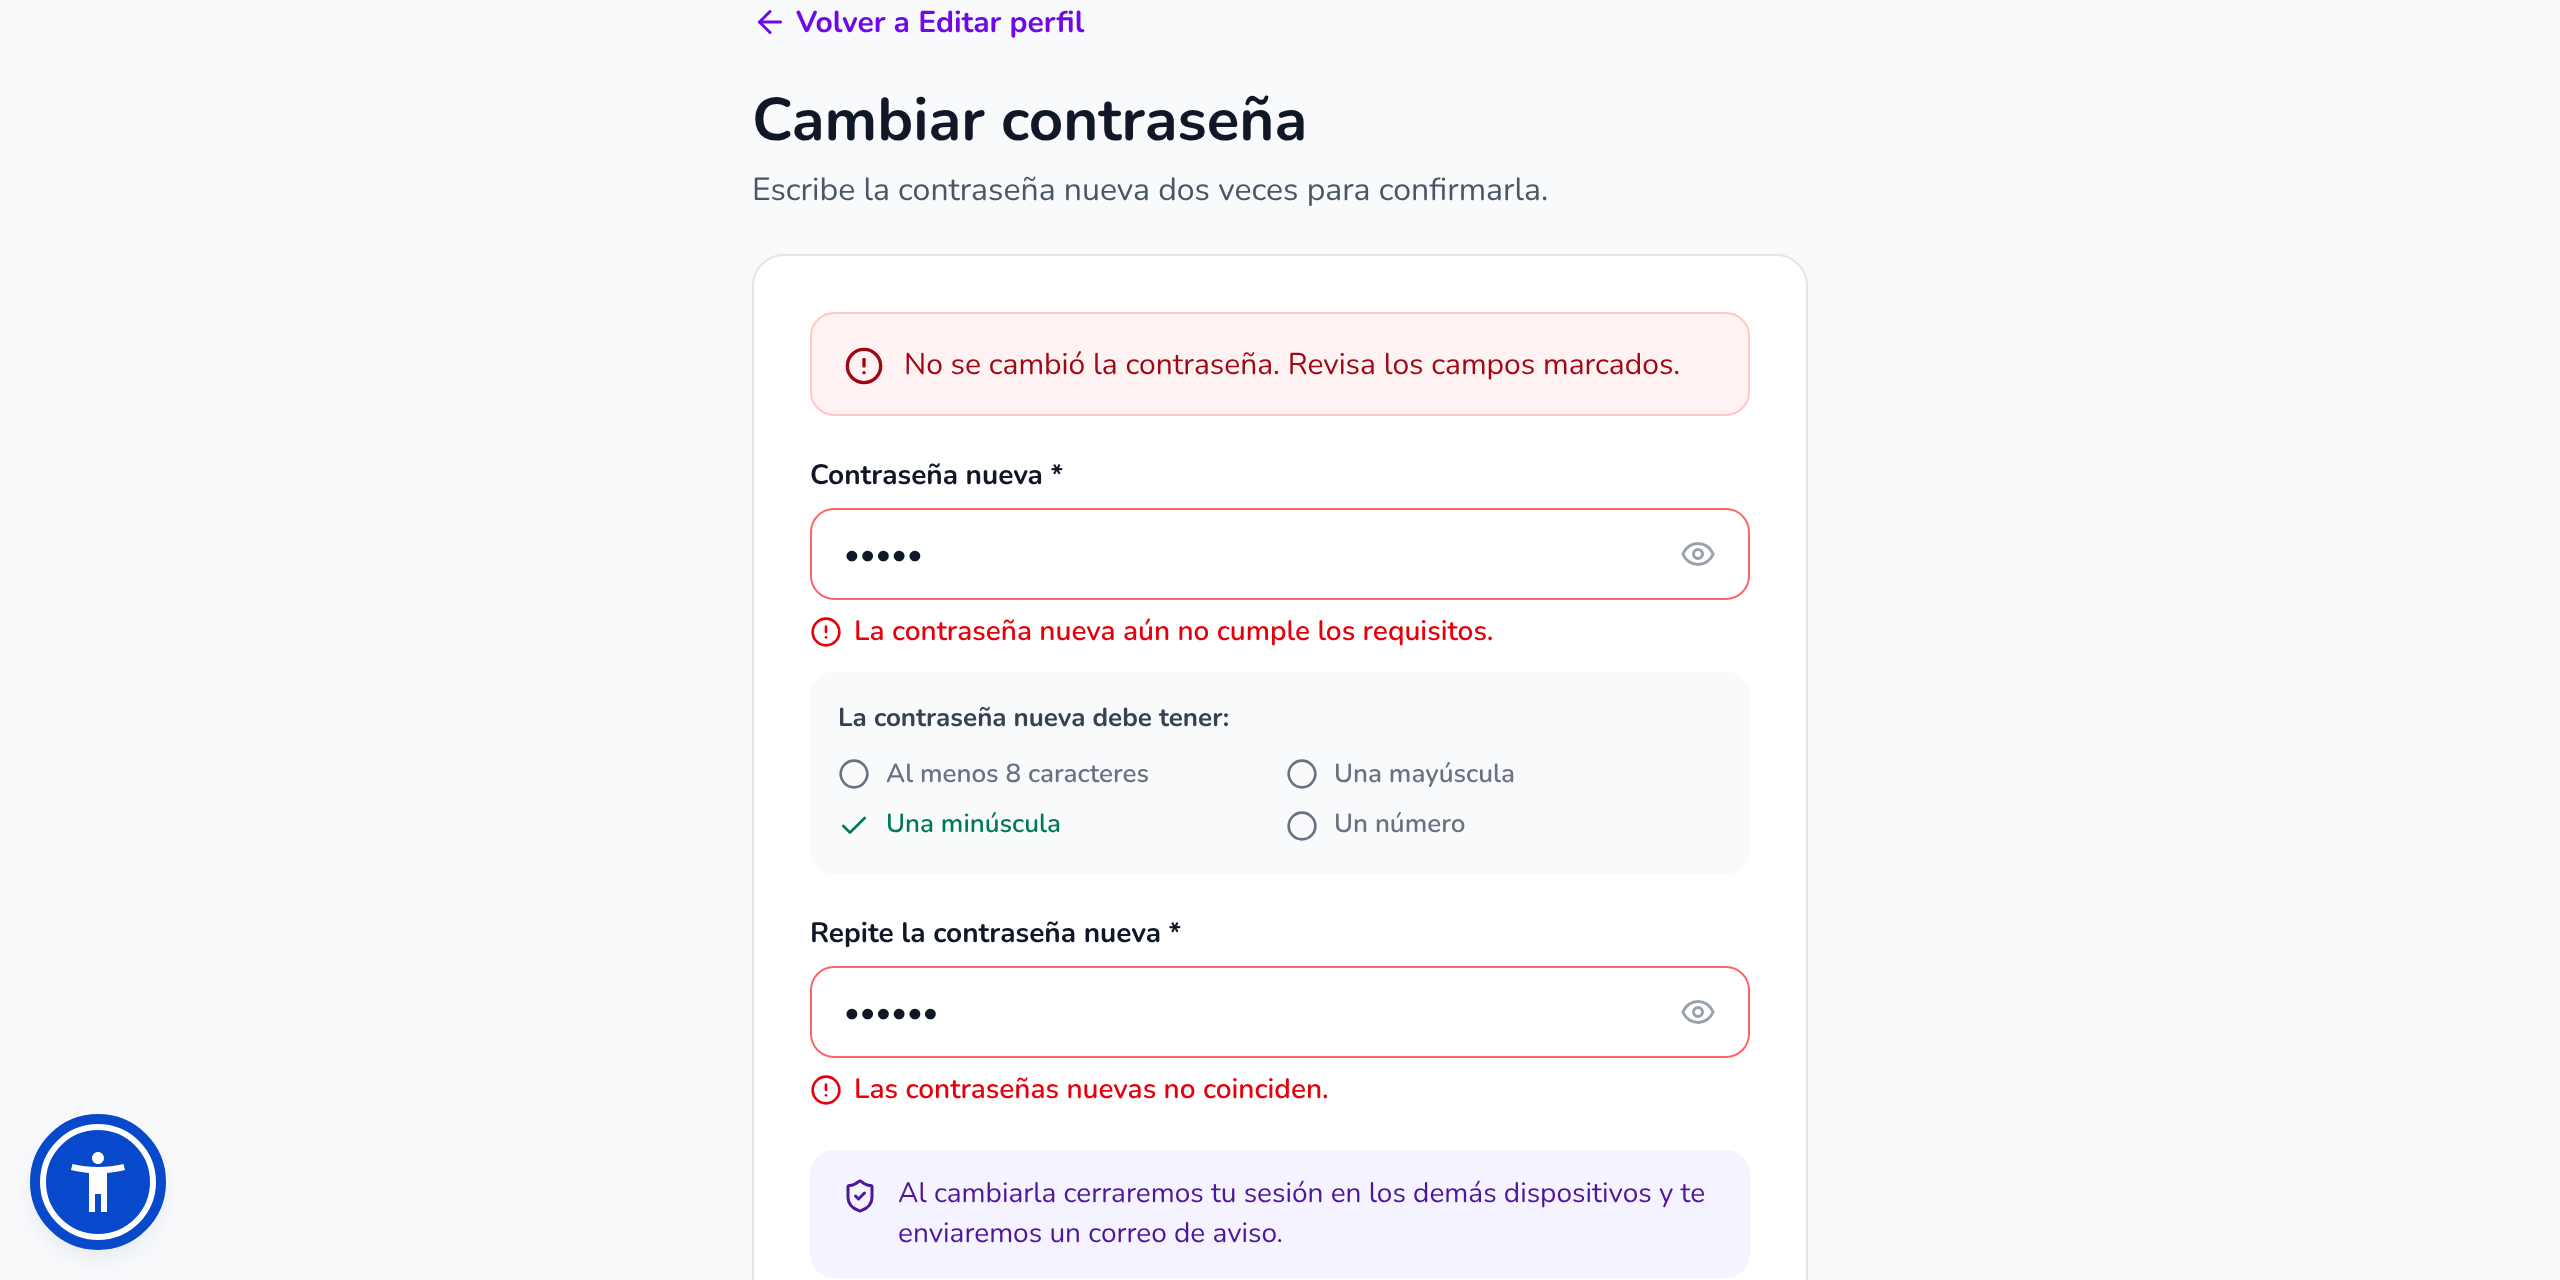 Volver a Editar perfil
Cambiar contraseña
Escribe la contraseña nueva dos veces para confirmarla.
No se cambió la contraseña. Revisa los campos marcados.
Contraseña nueva *
•••••
La contraseña nueva aún no cumple los requisitos.
La contraseña nueva debe tener:
Al menos 8 caracteres
Una mayúscula
Una minúscula
Un número
Repite la contraseña nueva *
••••••
Las contraseñas nuevas no coinciden.
Al cambiarla cerraremos tu sesión en los demás dispositivos y te
enviaremos un correo de aviso.